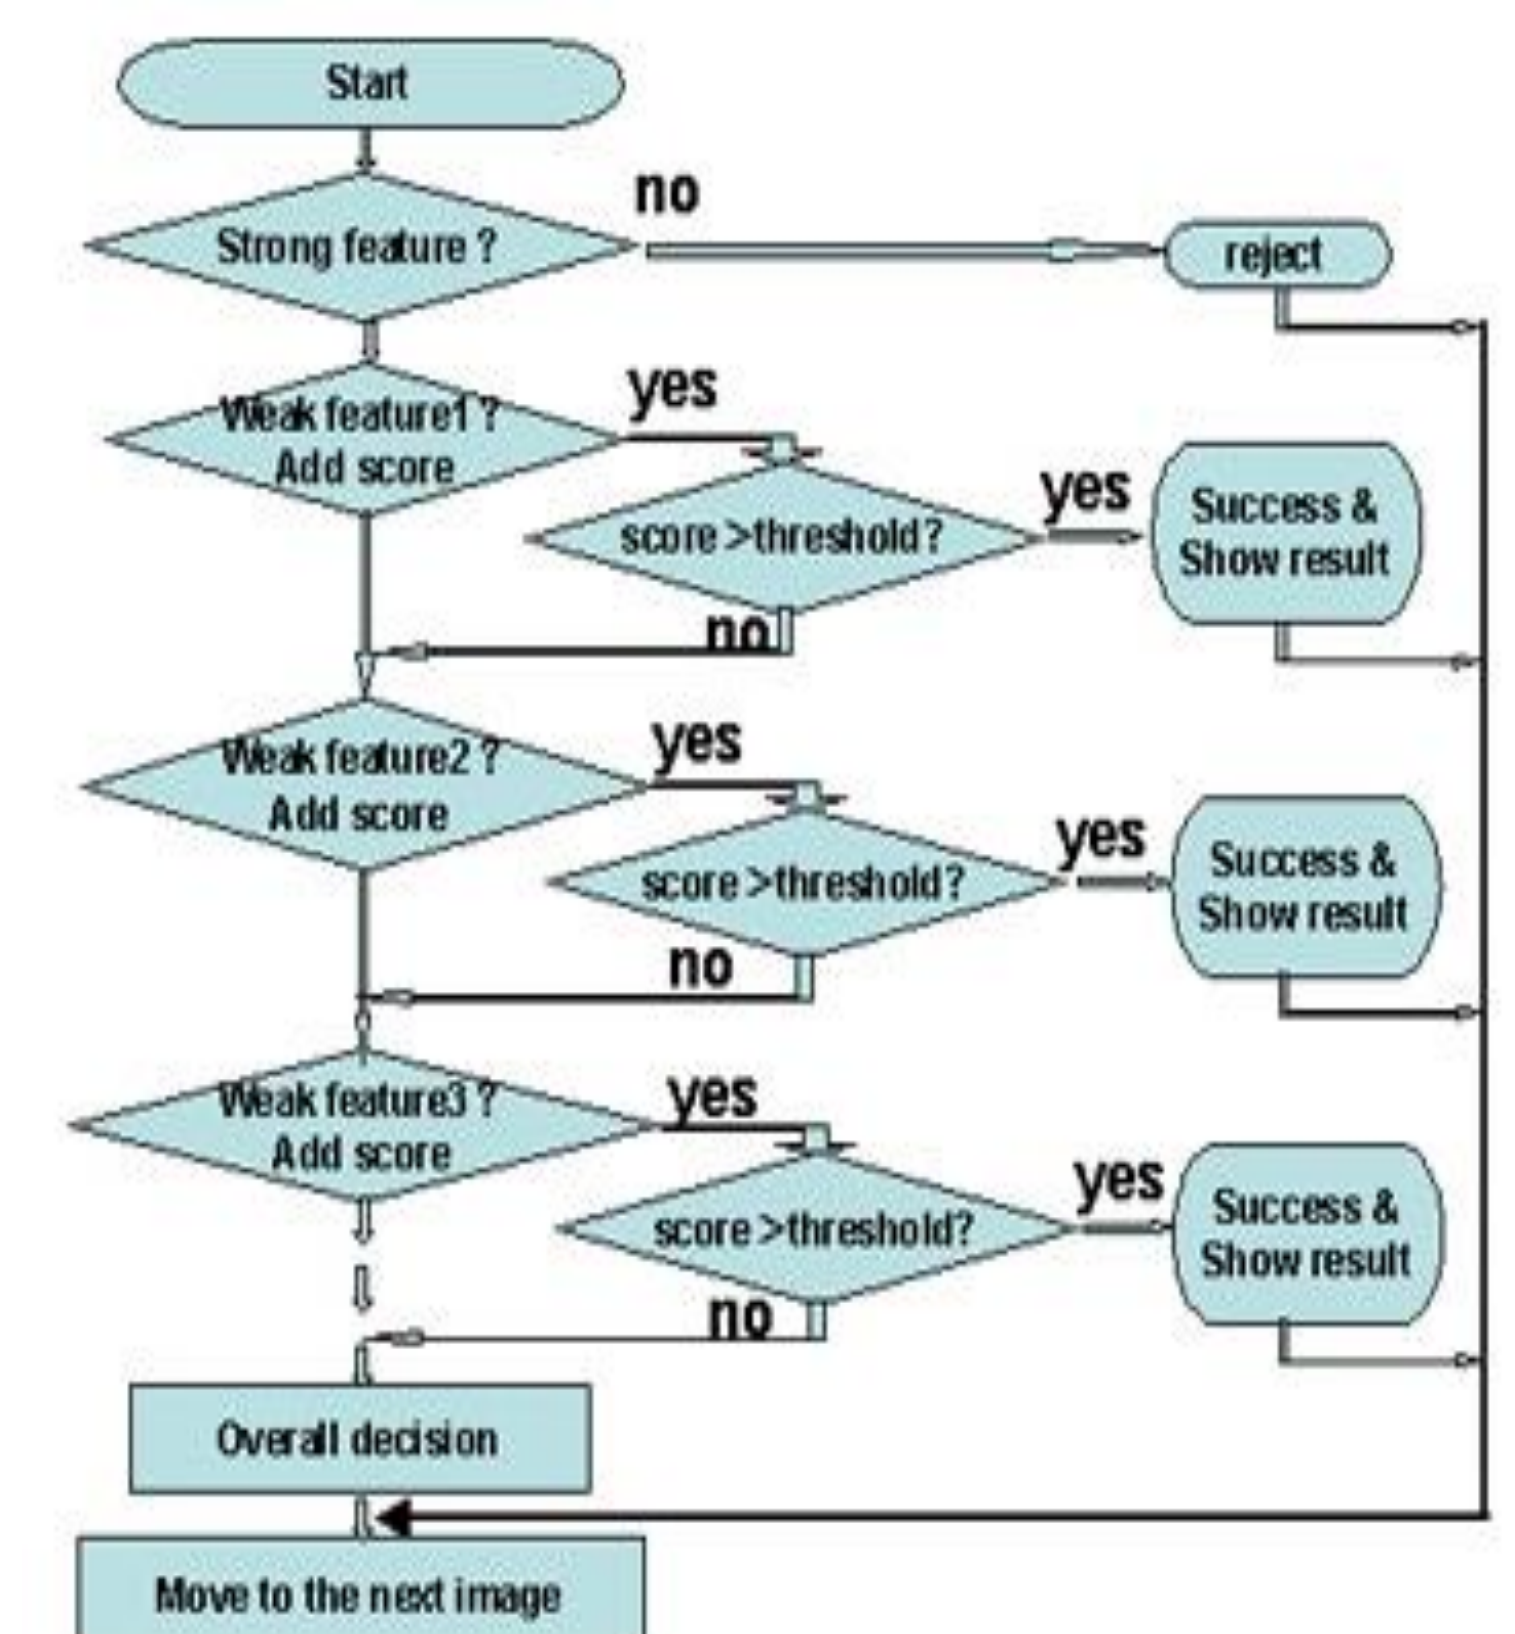 Start
no
Strong feature ?
reject
yes
Weak feature1 ?
Add score
yes
score >threshold?
Success &
Show result
no
yes
Weak feature2 ?
Add score
yes
score >threshold?
Success &
Show result
no
yes
Weak feature3 ?
Add score
yes
score >threshold?
Success &
Show result
no
Overall decision
Move to the next image